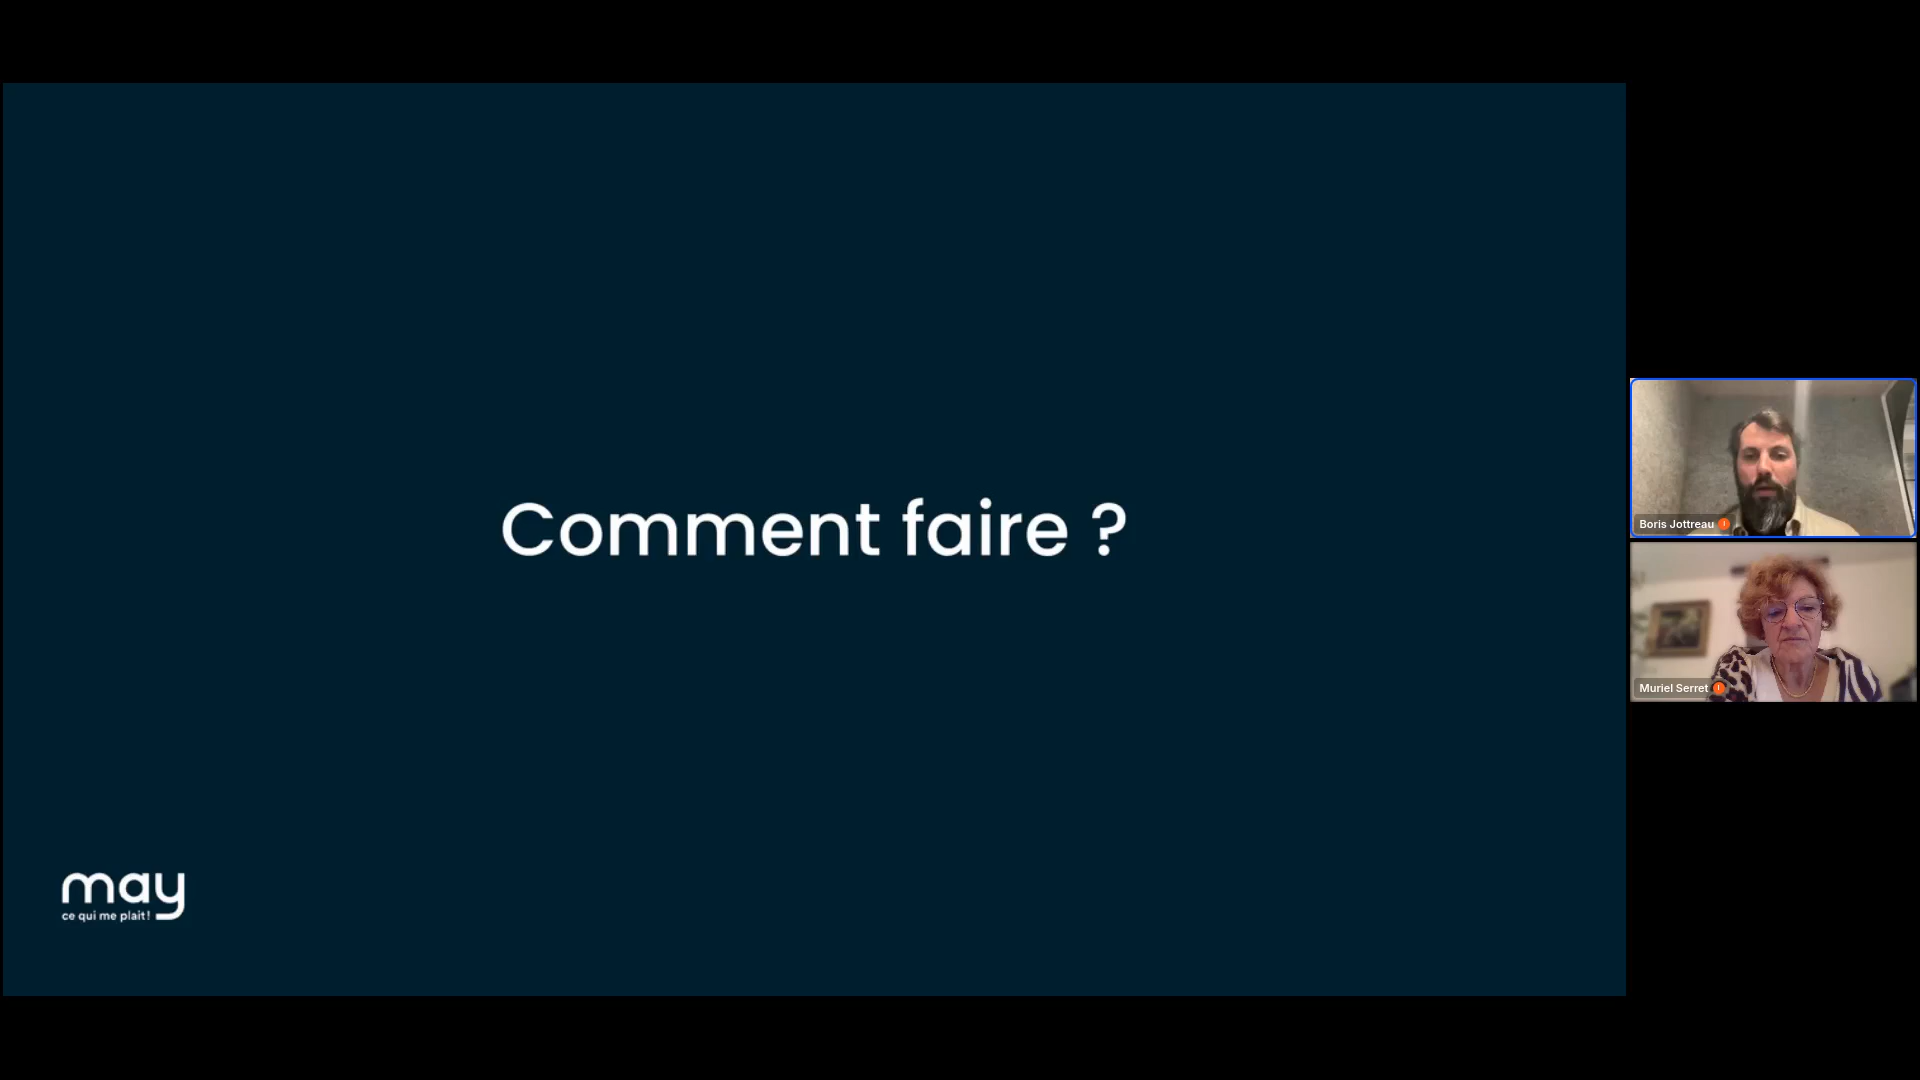 Comment faire ?
may
ce qui me plait!
Boris Jottreau
Muriel Serret